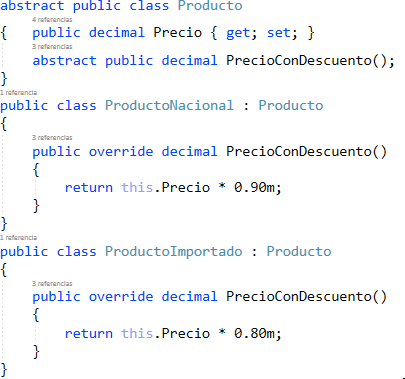 abstract public class Producto
4 referencias
{   public decimal Precio { get; set; }
3 referencias
    abstract public decimal PrecioConDescuento();
}
1 referencia
public class ProductoNacional : Producto
{
3 referencias
    public override decimal PrecioConDescuento()
    {
        return this.Precio * 0.90m;
    }
}
1 referencia
public class ProductoImportado : Producto
{
3 referencias
    public override decimal PrecioConDescuento()
    {
        return this.Precio * 0.80m;
    }
}